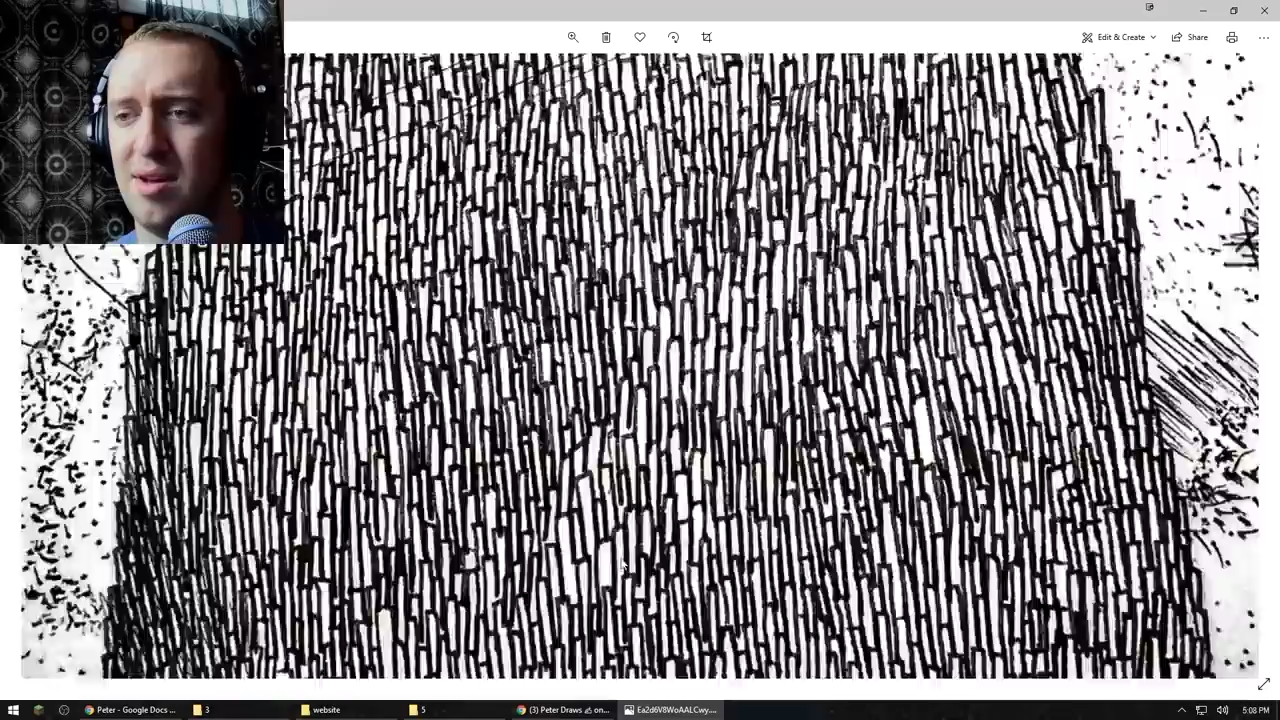 Edit & Create
Share
Peter - Google Docs ...
3
website
5
(3) Peter Draws
on...
Ea2d6V8WoAALCwy....
5:08 PM